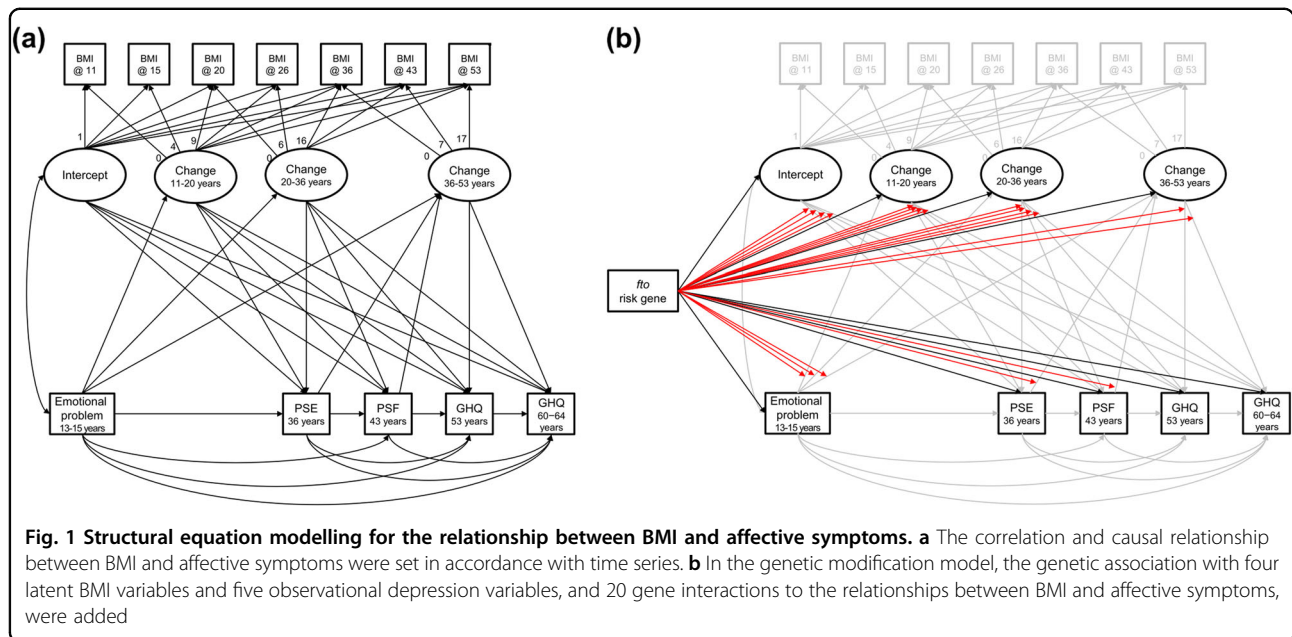 (a)
BMI
@ 11
BMI
@ 15
BMI
@ 20
BMI
@ 26
BMI
@ 36
BMI
@ 43
BMI
@ 53
1
0
4
9
0
6
16
0
7
17
Intercept
Change
11-20 years
Change
20-36 years
Change
36-53 years
Emotional
problem
13-15 years
PSE
36 years
PSF
43 years
GHQ
53 years
GHQ
60−64
years
(b)
BMI
@ 11
BMI
@ 15
BMI
@ 20
BMI
@ 26
BMI
@ 36
BMI
@ 43
BMI
@ 53
1
0
4
9
0
6
16
0
7
17
Intercept
Change
11-20 years
Change
20-36 years
Change
36-53 years
fto
risk gene
Emotional
problem
13-15 years
PSE
36 years
PSF
43 years
GHQ
53 years
GHQ
60−64
years
Fig. 1 Structural equation modelling for the relationship between BMI and affective symptoms. a The correlation and causal relationship
between BMI and affective symptoms were set in accordance with time series. b In the genetic modification model, the genetic association with four
latent BMI variables and five observational depression variables, and 20 gene interactions to the relationships between BMI and affective symptoms,
were added